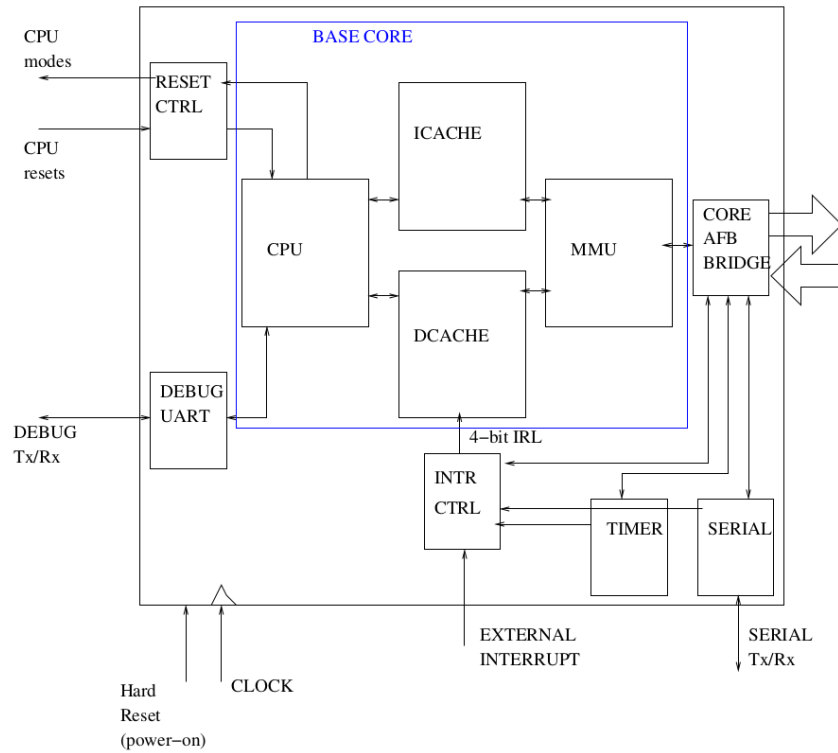 CPU
modes
BASE CORE
RESET
CTRL
CPU
resets
ICACHE
CPU
MMU
CORE
AFB
BRIDGE
DCACHE
DEBUG
UART
DEBUG
Tx/Rx
4−bit IRL
INTR
CTRL
TIMER
SERIAL
EXTERNAL
INTERRUPT
SERIAL
Tx/Rx
CLOCK
Hard
Reset
(power−on)